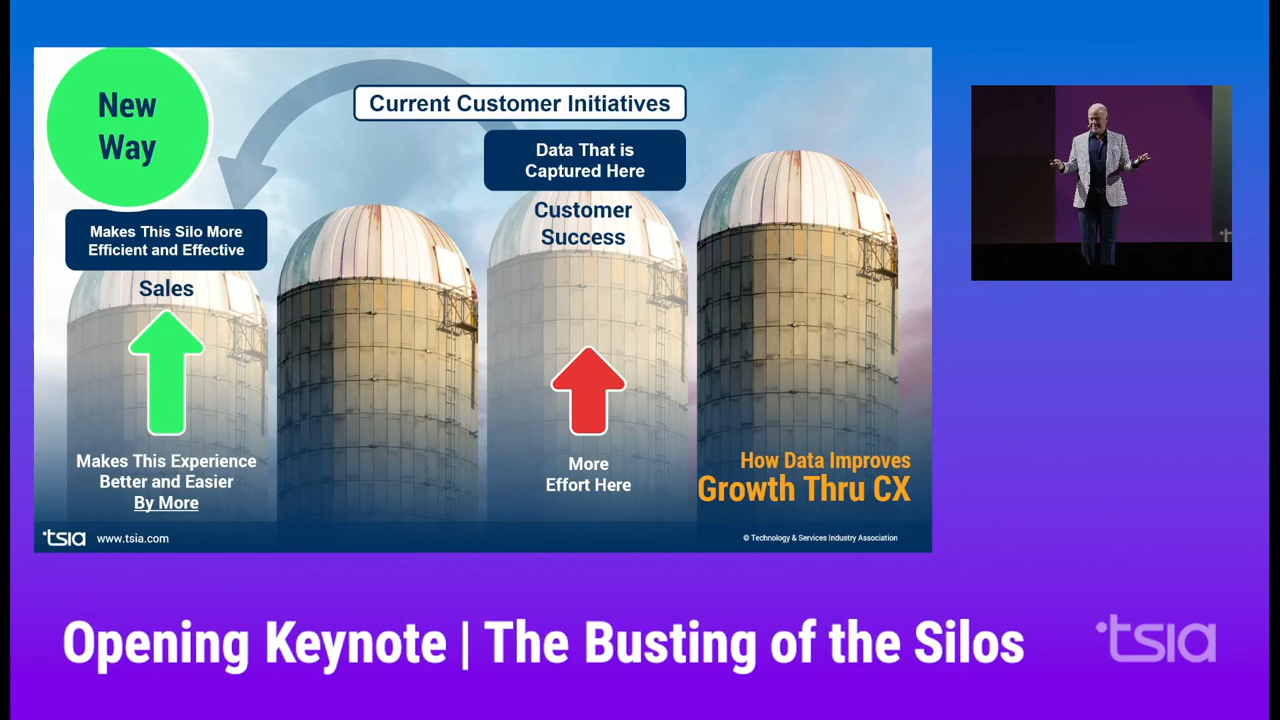 New
Way
Current Customer Initiatives
Data That is
Captured Here
Makes This Silo More
Efficient and Effective
Customer
Success
Sales
Makes This Experience
Better and Easier
By More
More
Effort Here
How Data Improves
Growth Thru CX
tsia www.tsia.com
© Technology & Services Industry Association
Opening Keynote | The Busting of the Silos
tsia